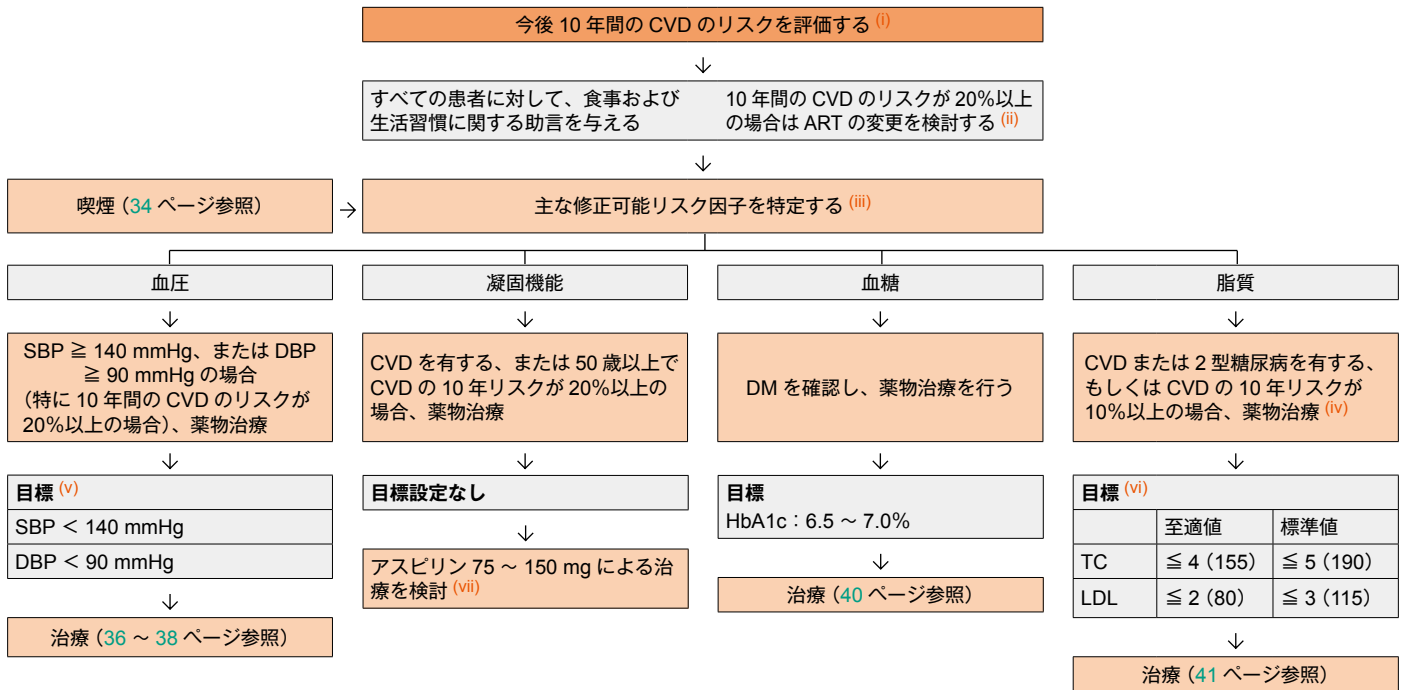 今後 10 年間の CVD のリスクを評価する (i)
すべての患者に対して、食事および
生活習慣に関する助言を与える
10 年間の CVD のリスクが 20%以上
の場合は ART の変更を検討する (ii)
喫煙（34 ページ参照）
主な修正可能リスク因子を特定する (iii)
血圧
凝固機能
血糖
脂質
SBP ≧ 140 mmHg、または DBP
≧ 90 mmHg の場合
（特に 10 年間の CVD のリスクが
20%以上の場合）、薬物治療
CVD を有する、または 50 歳以上で
CVD の 10 年リスクが 20%以上の
場合、薬物治療
DM を確認し、薬物治療を行う
CVD または 2 型糖尿病を有する、
もしくは CVD の 10 年リスクが
10%以上の場合、薬物治療 (iv)
目標 (v)
SBP ＜ 140 mmHg
DBP ＜ 90 mmHg
目標設定なし
目標
HbA1c：6.5 ～ 7.0%
目標 (vi)
至適値 標準値
TC ≦ 4 (155) ≦ 5 (190)
LDL ≦ 2 (80) ≦ 3 (115)
アスピリン 75 ～ 150 mg による治
療を検討 (vii)
治療（36 ～ 38 ページ参照）
治療（40 ページ参照）
治療（41 ページ参照）